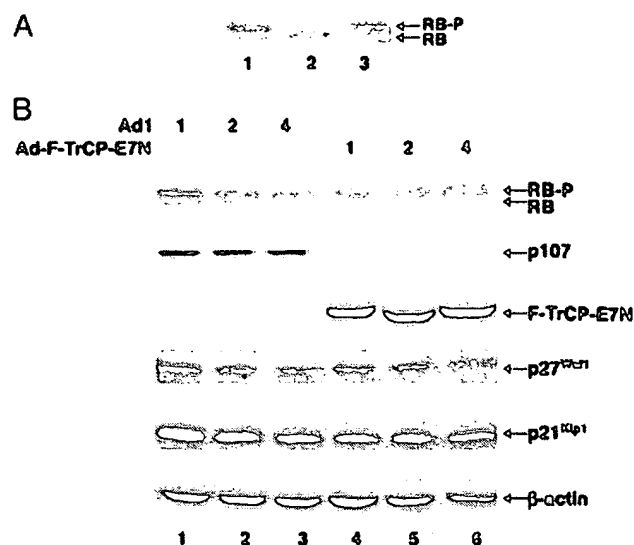 A
RB-P
RB
1 2 3
B
Ad1 1 2 4
Ad-F-TrCP-E7N 1 2 4
RB-P
RB
p107
F-TrCP-E7N
p27
p21
β-actin
1 2 3 4 5 6